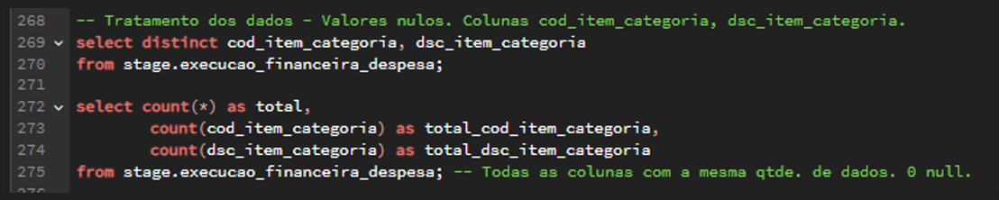 268 -- Tratamento dos dados - Valores nulos. Colunas cod_item_categoria, dsc_item_categoria.
269 select distinct cod_item_categoria, dsc_item_categoria
270 from stage.execucao_financeira_despesa;
271
272 select count(*) as total,
273 count(cod_item_categoria) as total_cod_item_categoria,
274 count(dsc_item_categoria) as total_dsc_item_categoria
275 from stage.execucao_financeira_despesa; -- Todas as colunas com a mesma qtde. de dados. 0 null.